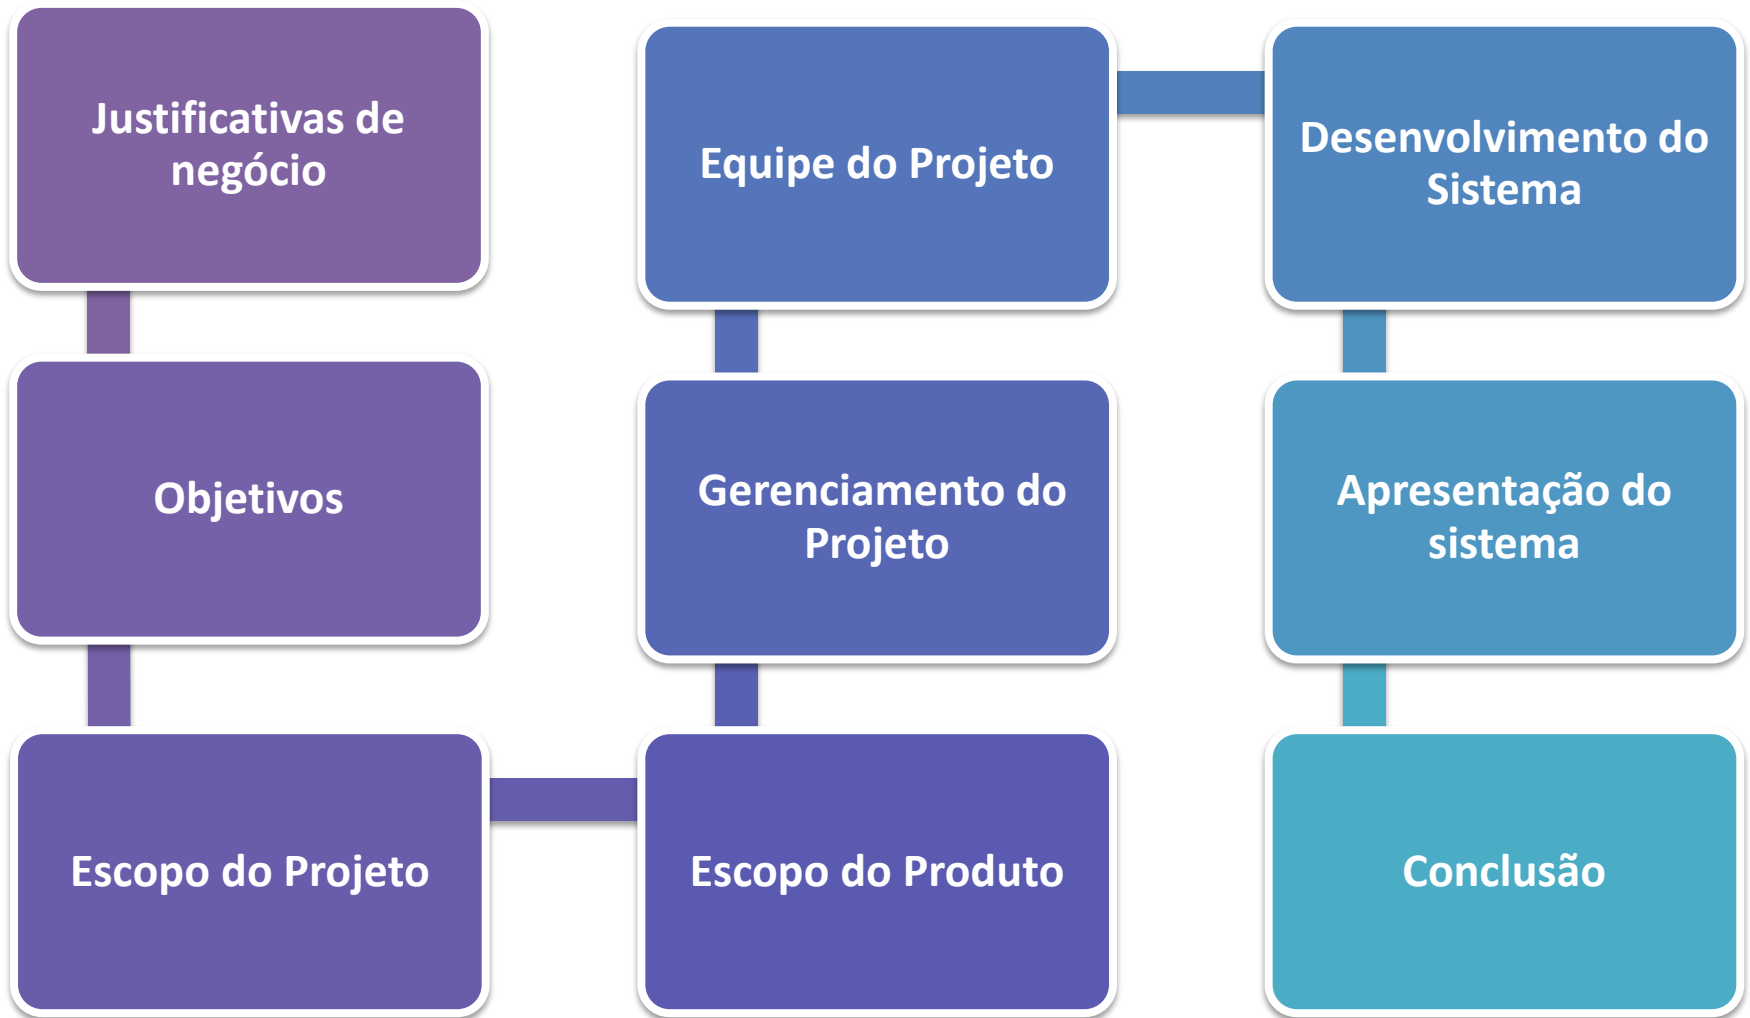 Justificativas de
negócio
Objetivos
Escopo do Projeto
Escopo do Produto
Gerenciamento do
Projeto
Equipe do Projeto
Desenvolvimento do
Sistema
Apresentação do
sistema
Conclusão